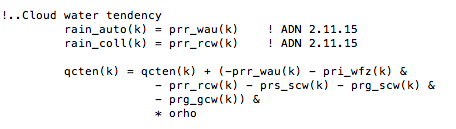 !..Cloud water tendency
rain_auto(k) = prr_wau(k) ! ADN 2.11.15
rain_coll(k) = prr_rcw(k) ! ADN 2.11.15
qcten(k) = qcten(k) + (-prr_wau(k) - pri_wfz(k) &
- prr_rcw(k) - prs_scw(k) - prg_scw(k) &
- prg_gcw(k)) &
* orho